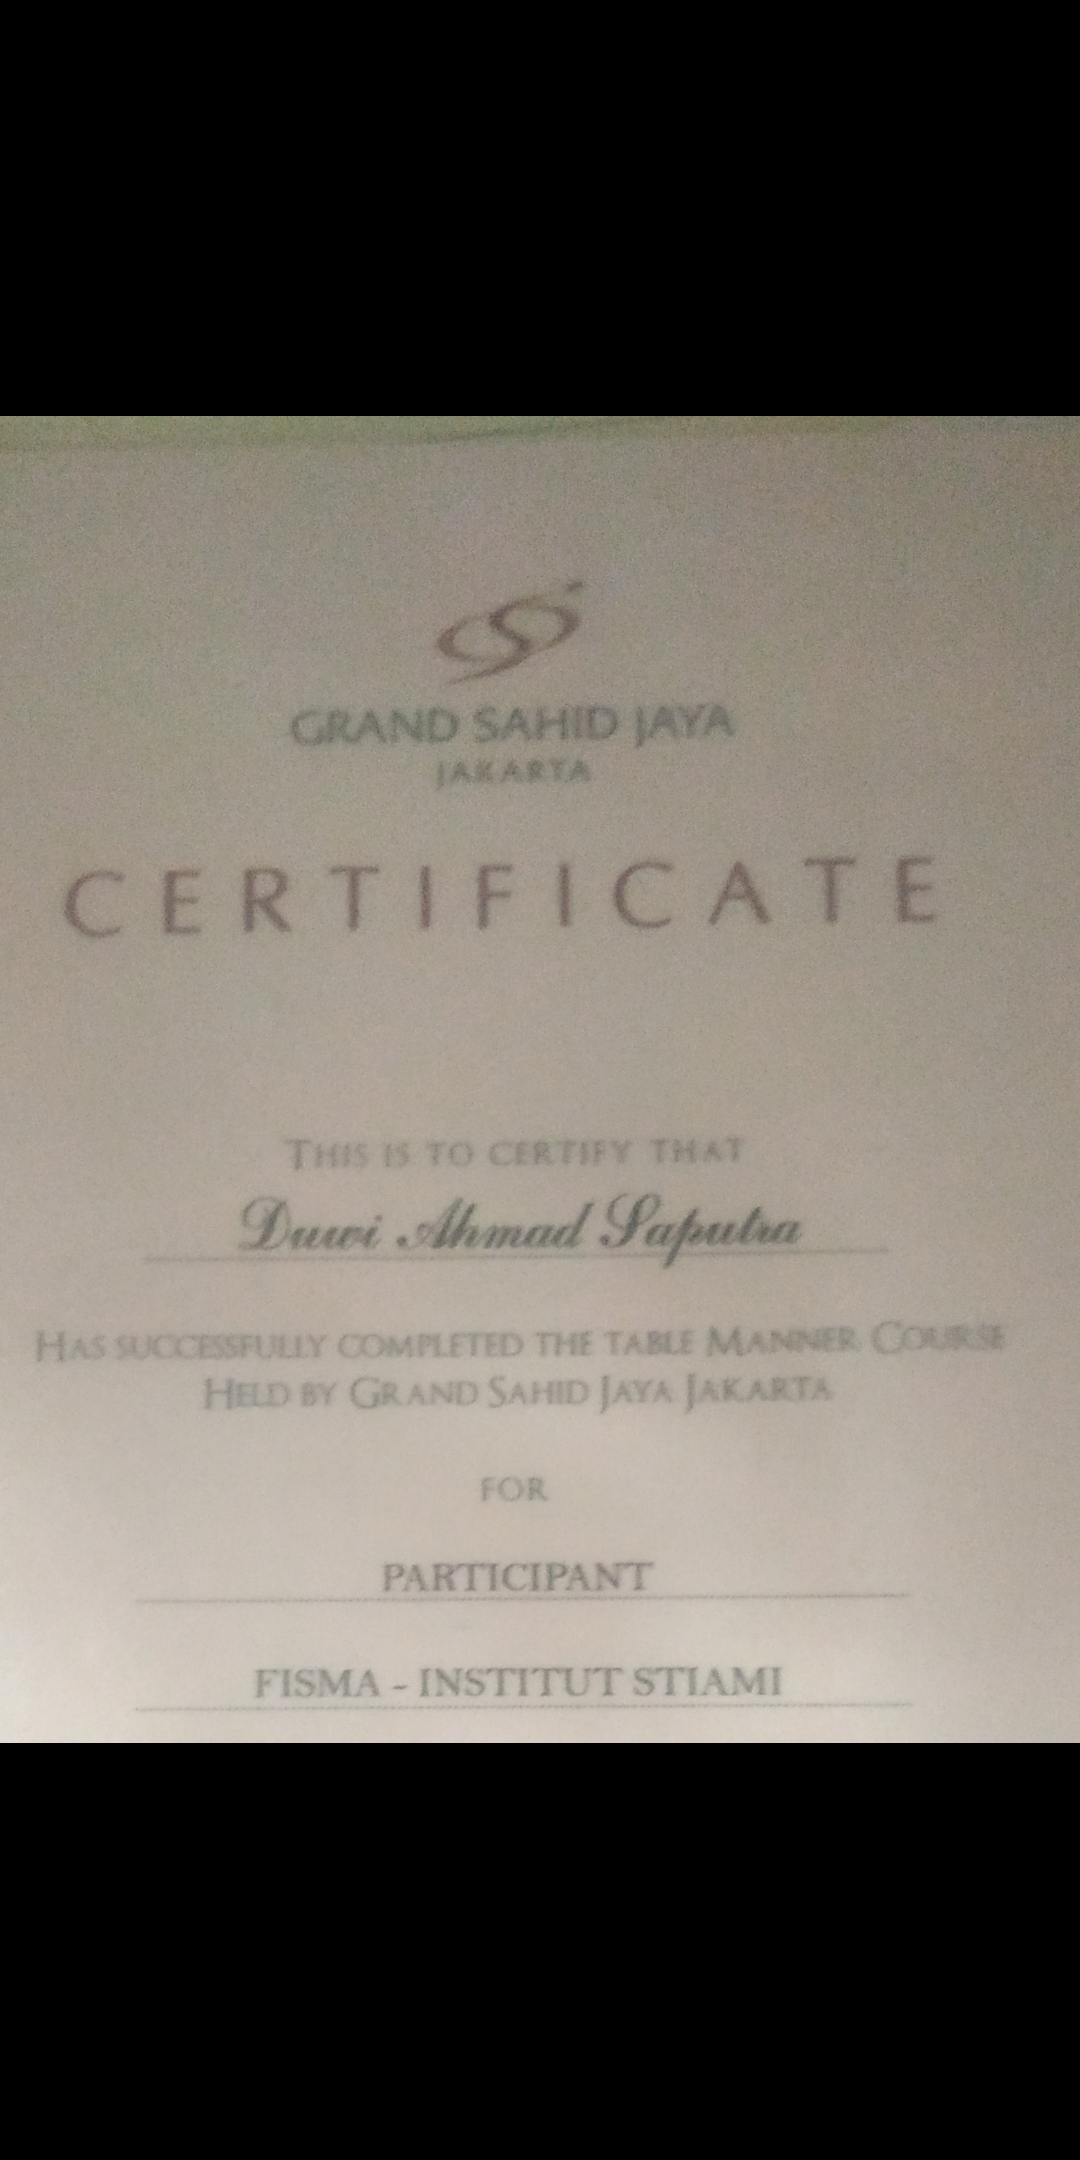 GRAND SAHID JAYA
JAKARTA
CERTIFICATE
THIS IS TO CERTIFY THAT
Duwi Ahmad Saputra
HAS SUCCESSFULLY COMPLETED THE TABLE MANNER COURSE
HELD BY GRAND SAHID JAYA JAKARTA
FOR
PARTICIPANT
FISMA - INSTITUT STIAMI